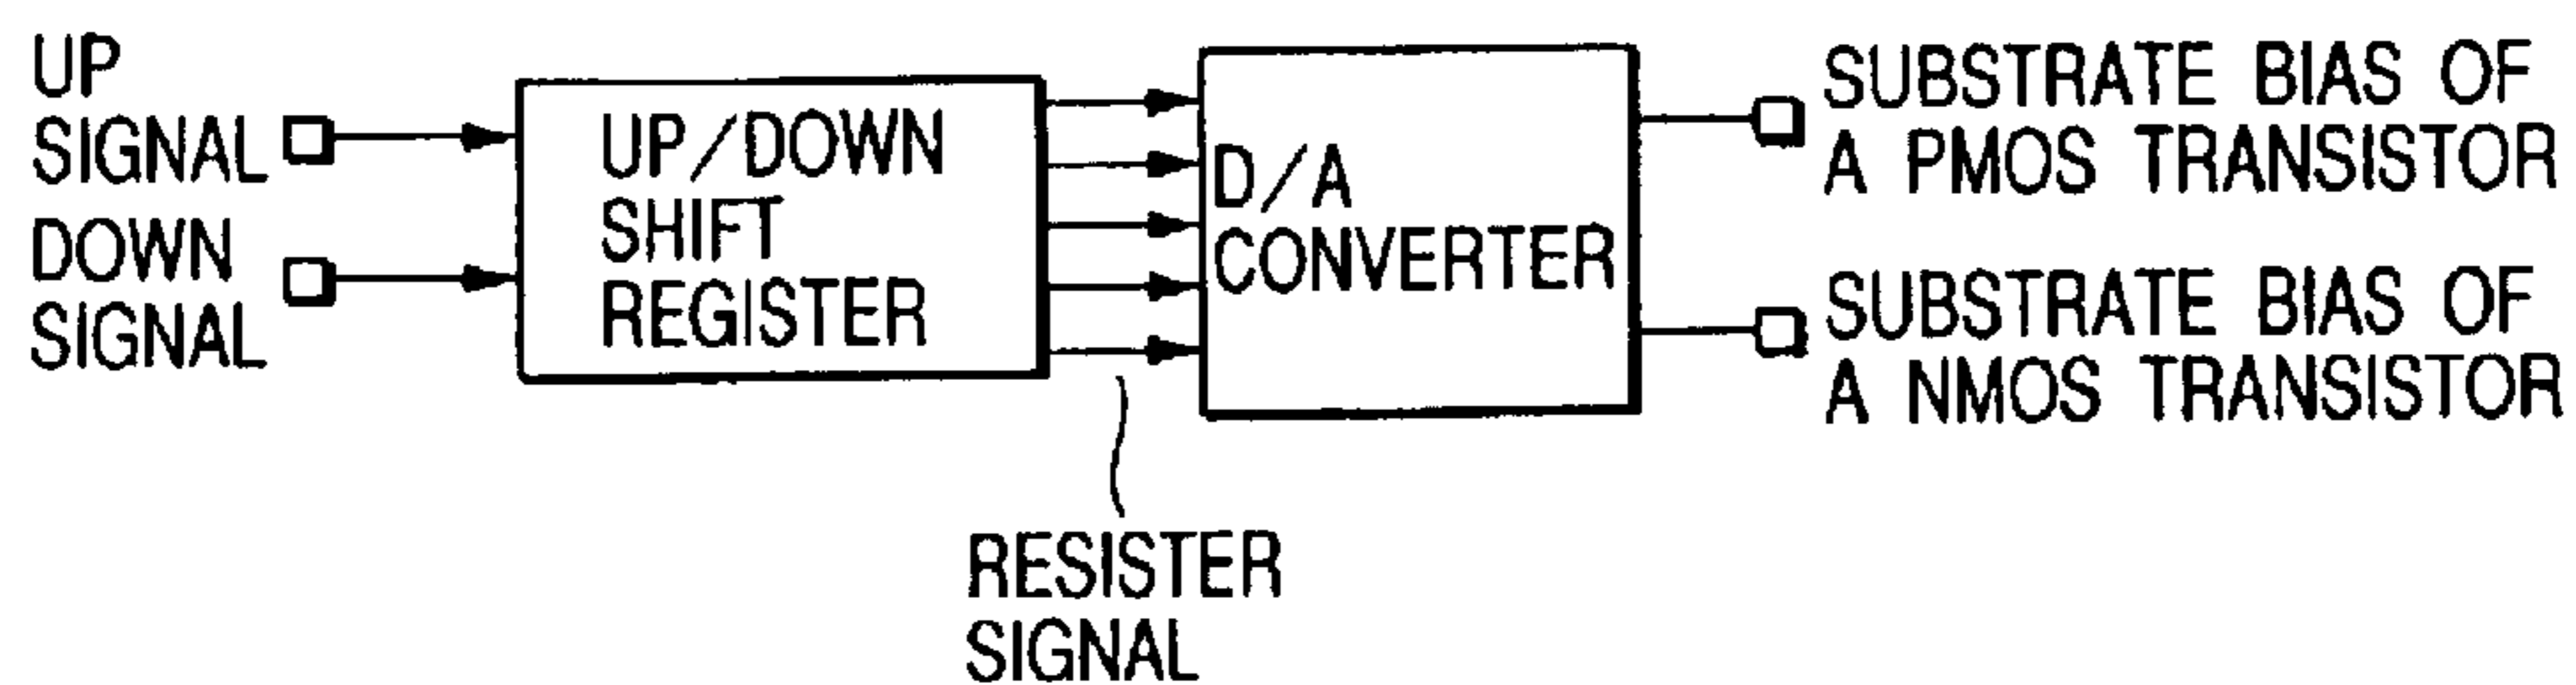 UP
SIGNAL
DOWN
SIGNAL
UP/DOWN
SHIFT
REGISTER
D/A
CONVERTER
SUBSTRATE BIAS OF
A PMOS TRANSISTOR
SUBSTRATE BIAS OF
A NMOS TRANSISTOR
RESISTER
SIGNAL